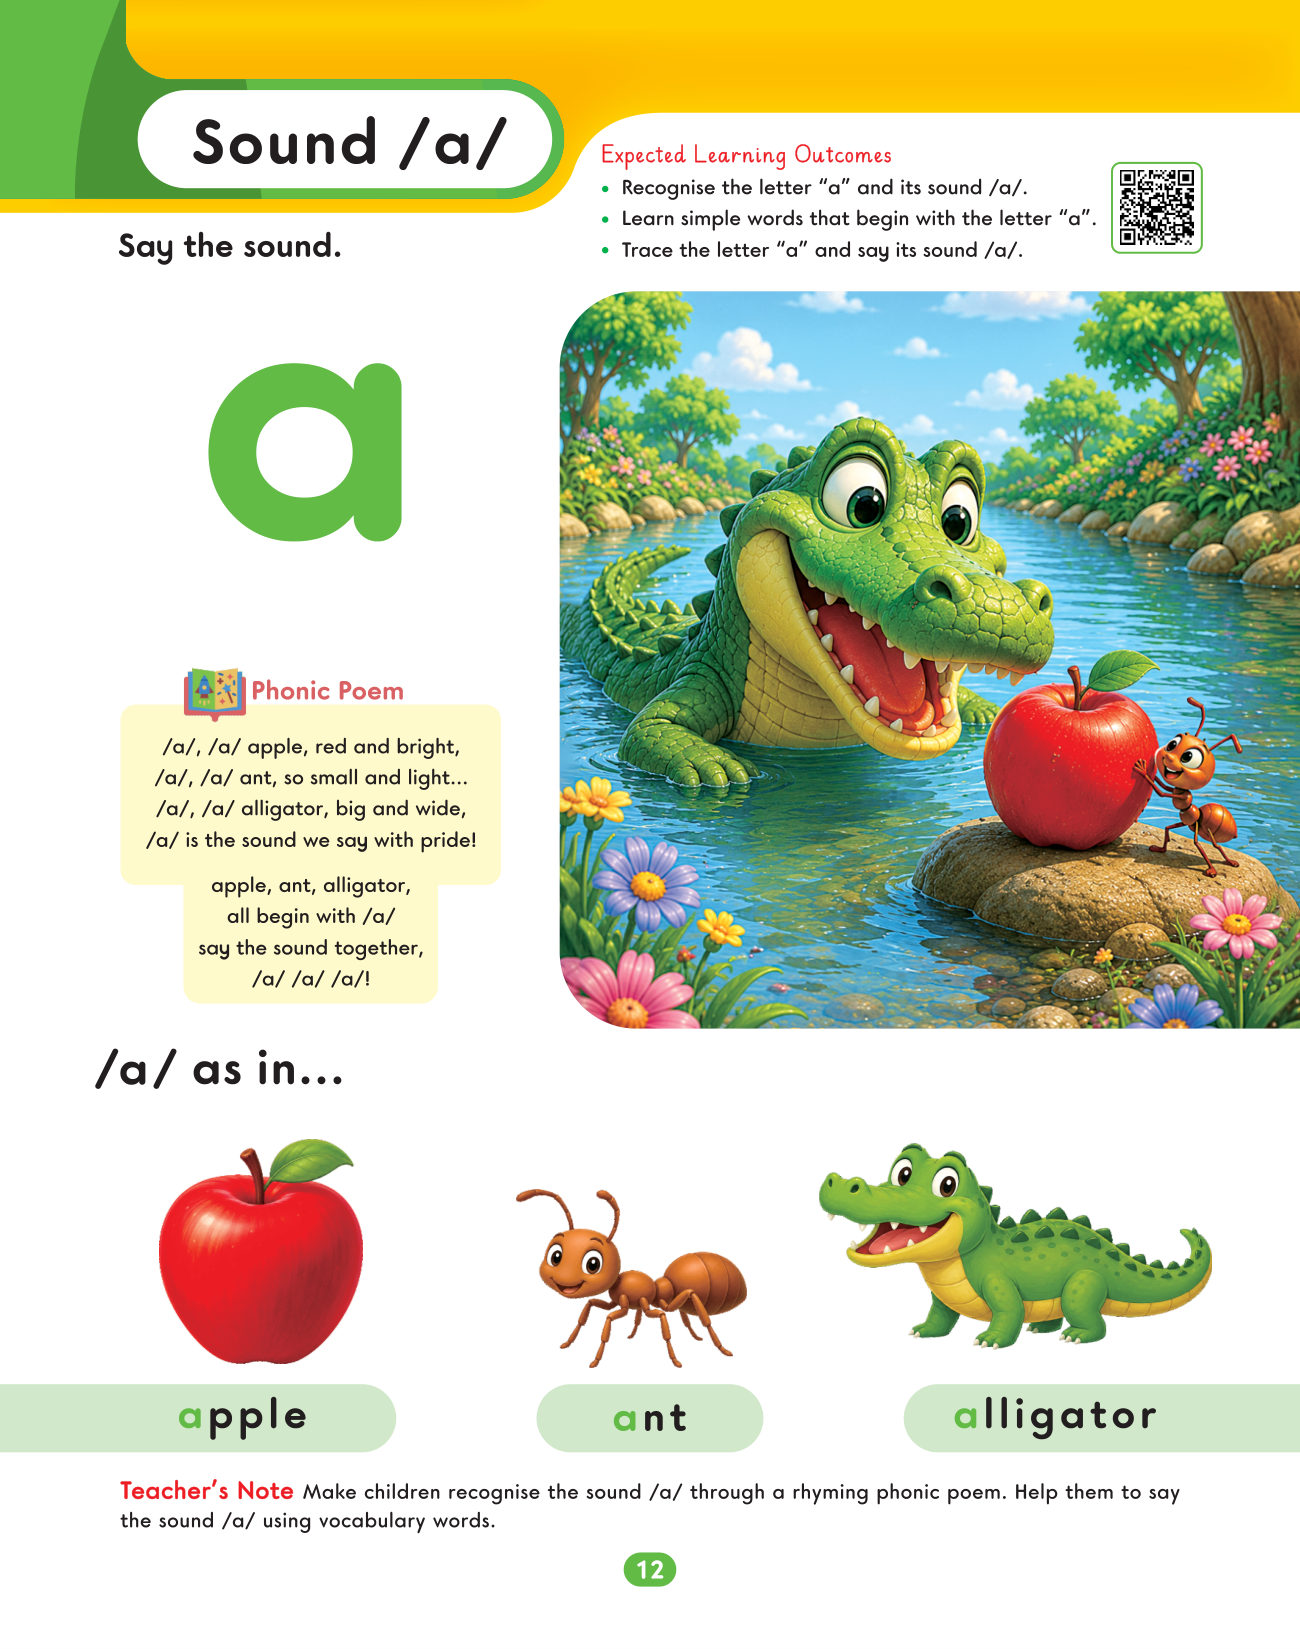 Sound /a/
Expected Learning Outcomes
• Recognise the letter “a” and its sound /a/.
• Learn simple words that begin with the letter “a”.
• Trace the letter “a” and say its sound /a/.
Say the sound.
a
Phonic Poem
/a/, /a/ apple, red and bright,
/a/, /a/ ant, so small and light...
/a/, /a/ alligator, big and wide,
/a/ is the sound we say with pride!
apple, ant, alligator,
all begin with /a/
say the sound together,
/a/ /a/ /a/!
/a/ as in...
apple
ant
alligator
Teacher’s Note Make children recognise the sound /a/ through a rhyming phonic poem. Help them to say
the sound /a/ using vocabulary words.
12